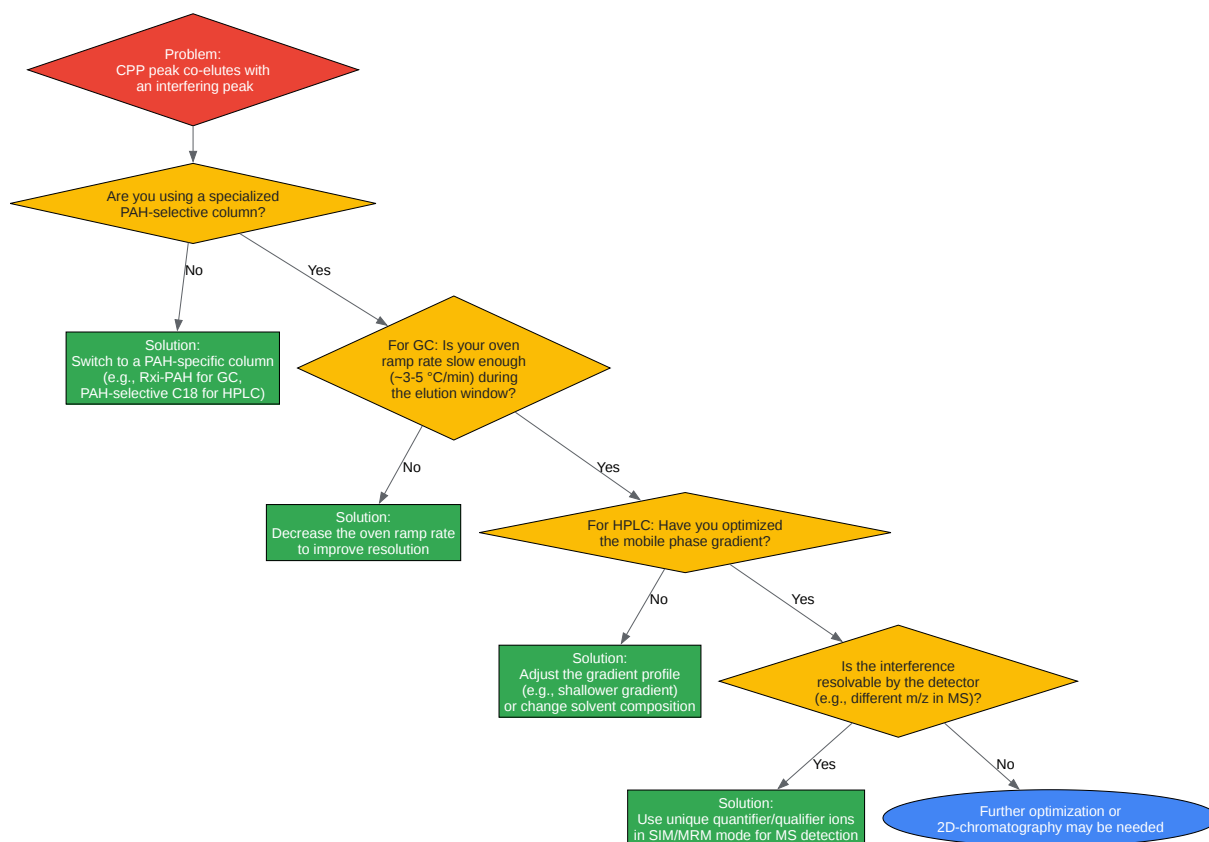 Problem:
CPP peak co-elutes with
an interfering peak
Are you using a specialized
PAH-selective column?
No
Yes
Solution:
Switch to a PAH-specific column
(e.g., Rxi-PAH for GC,
PAH-selective C18 for HPLC)
For GC: Is your oven
ramp rate slow enough
(~3-5 °C/min) during
the elution window?
No
Yes
Solution:
Decrease the oven ramp rate
to improve resolution
For HPLC: Have you optimized
the mobile phase gradient?
No
Yes
Solution:
Adjust the gradient profile
(e.g., shallower gradient)
or change solvent composition
Is the interference
resolvable by the detector
(e.g., different m/z in MS)?
Yes
No
Solution:
Use unique quantifier/qualifier ions
in SIM/MRM mode for MS detection
Further optimization or
2D-chromatography may be needed